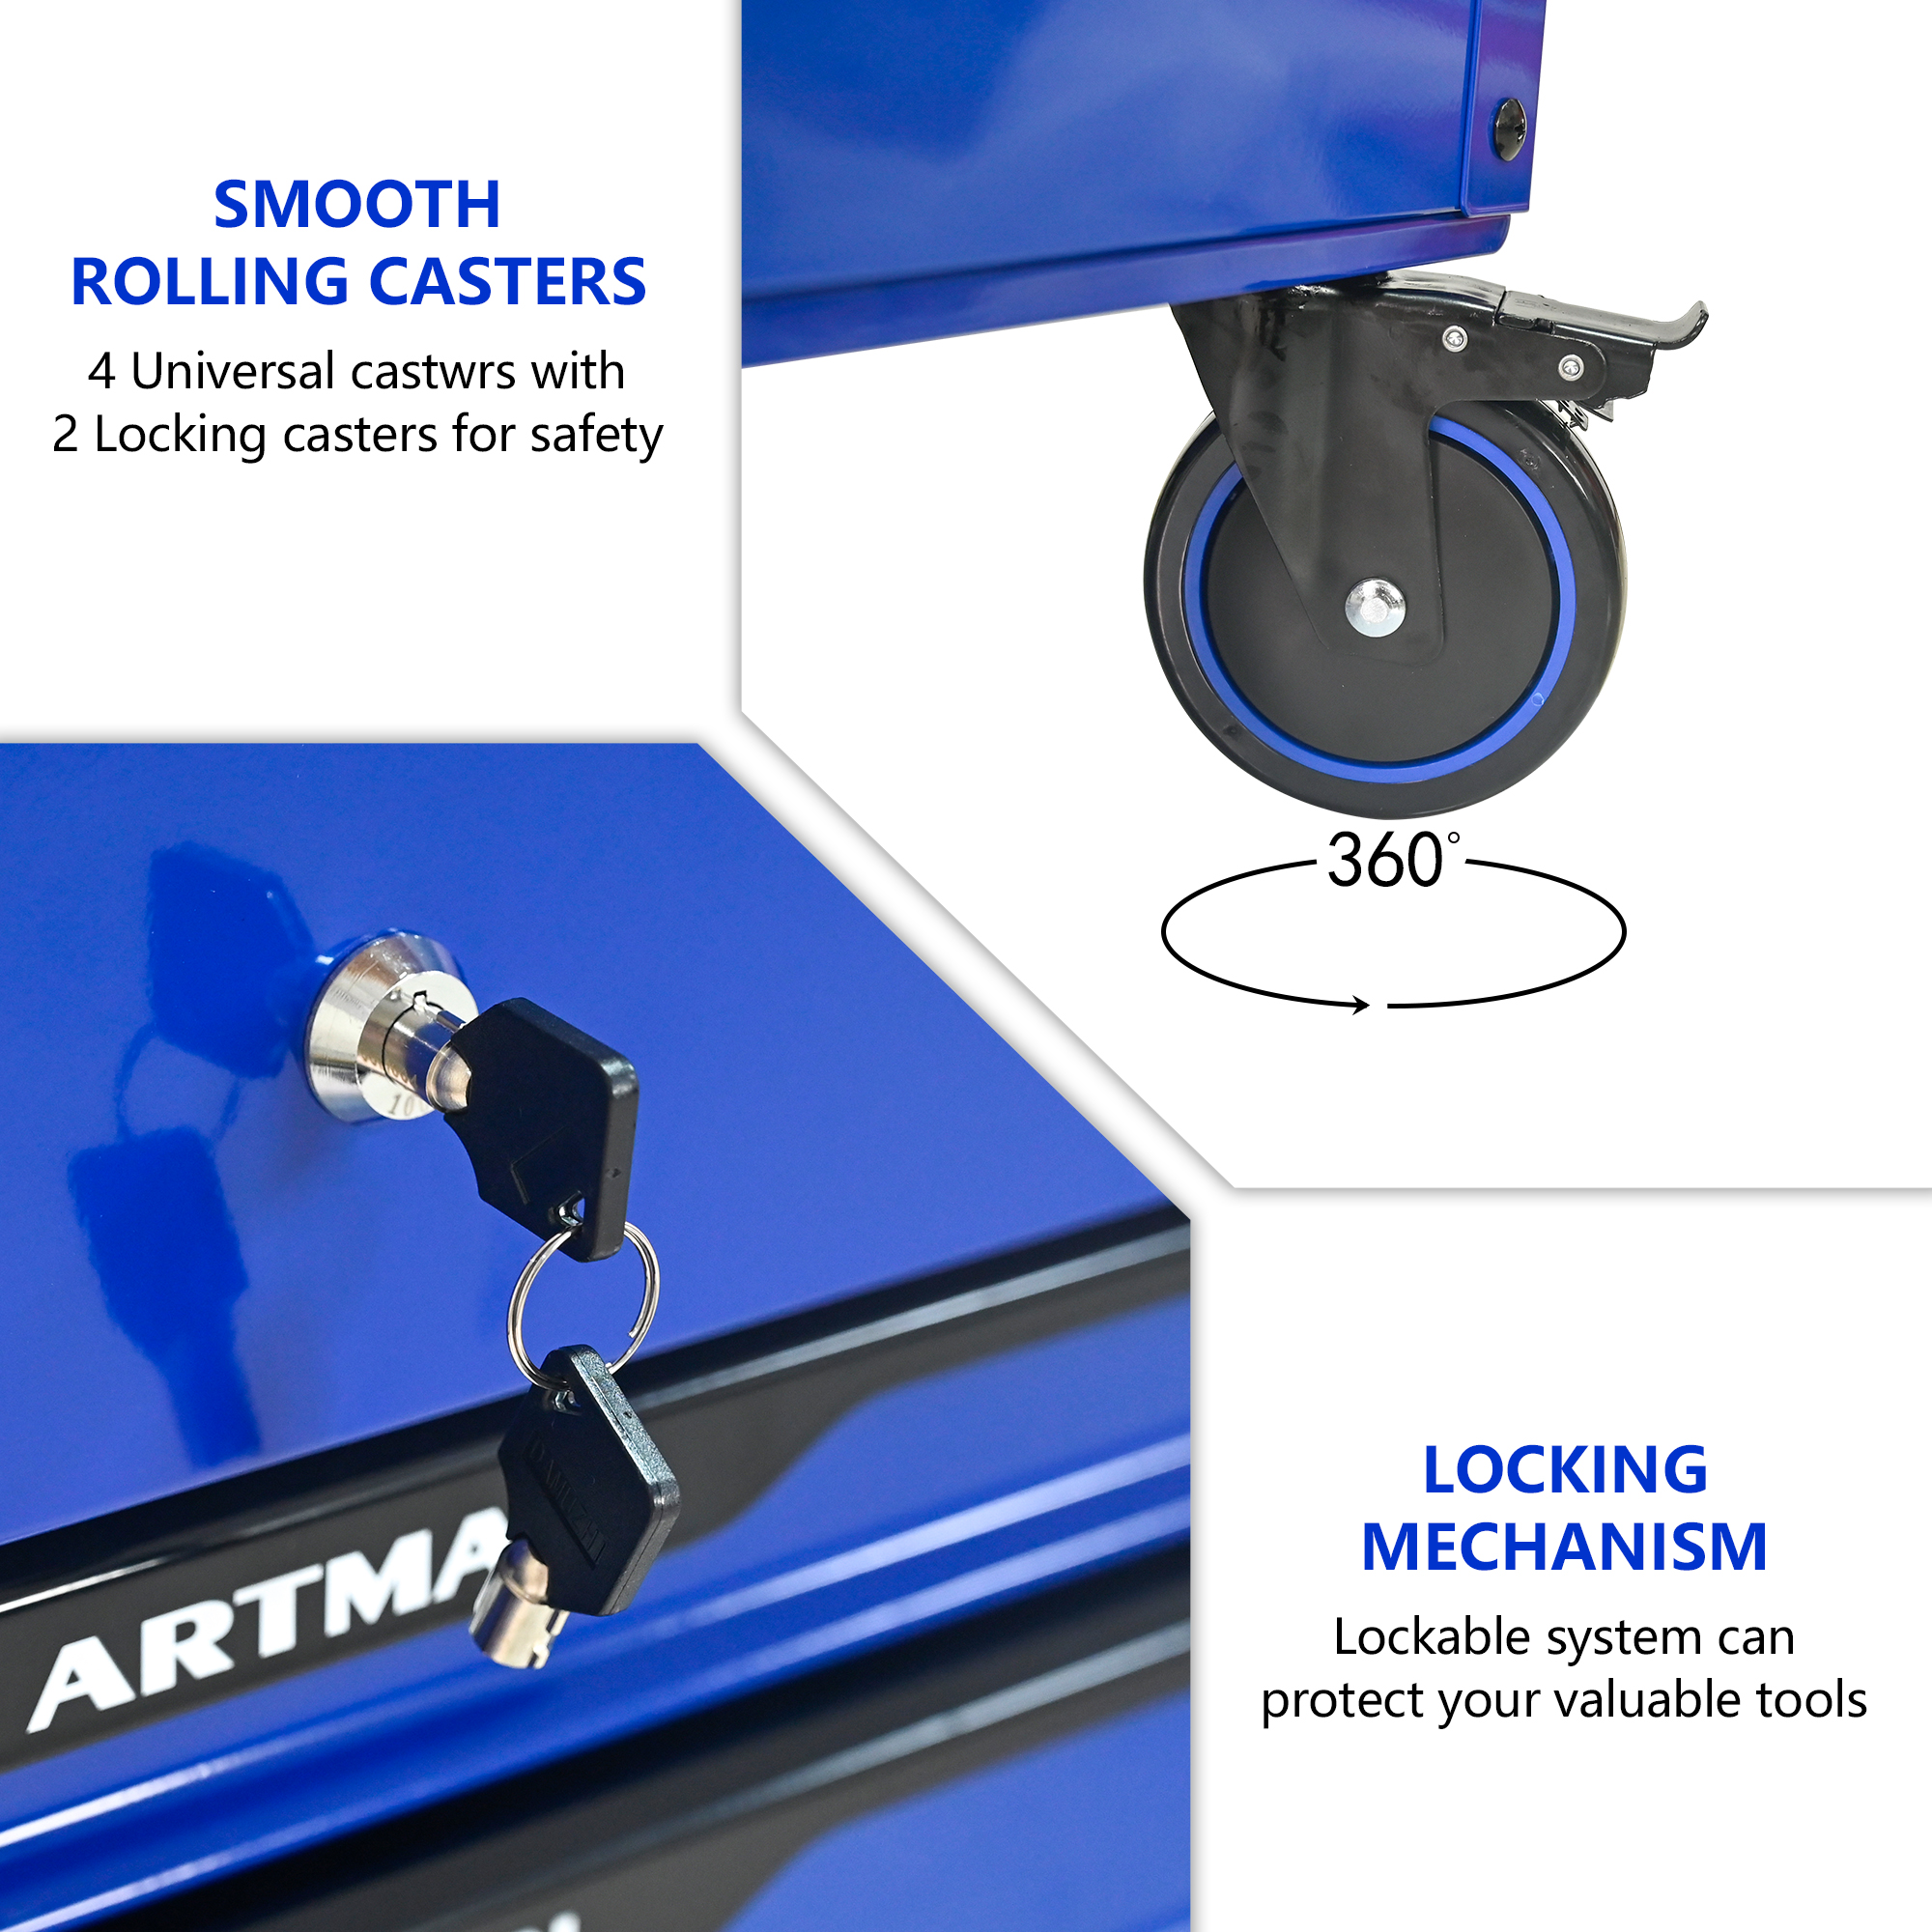 SMOOTH
ROLLING CASTERS
4 Universal castwrs with
2 Locking casters for safety
360°
10
ARTMA
LOCKING
MECHANISM
Lockable system can
protect your valuable tools